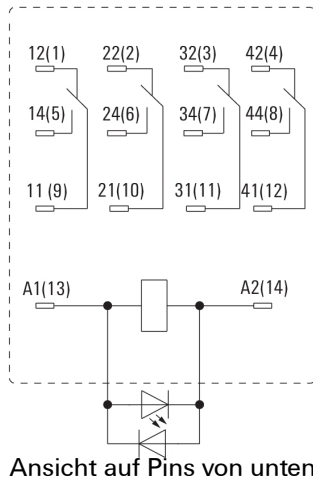 12(1) 22(2) 32(3) 42(4)
14(5) 24(6) 34(7) 44(8)
11 (9) 21(10) 31(11) 41(12)
A1(13) A2(14)
Ansicht auf Pins von unten